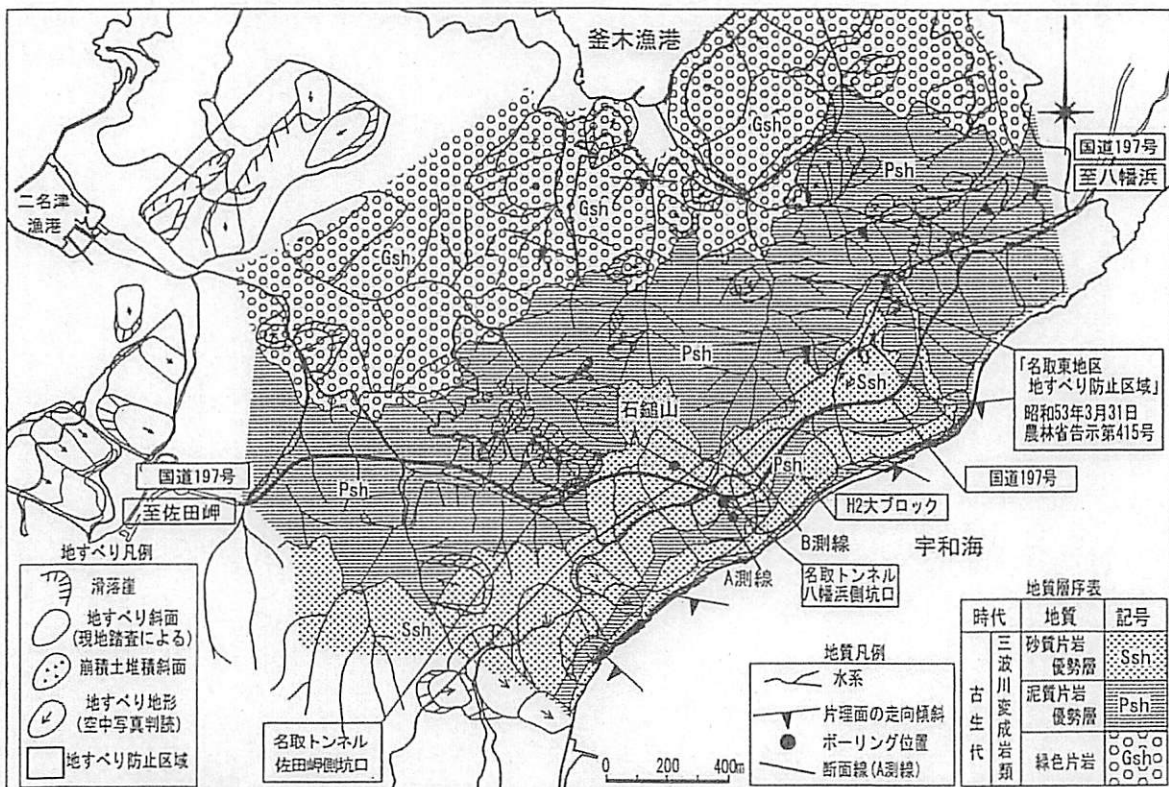 釜木漁港
Gsh
国道197号
至八幡浜
Psh
二名津
漁港
Gsh
Gsh
Psh
Ssh
石鎚山
「名取東地区
地すべり防止区域」
昭和53年3月31日
農林省告示第415号
国道197号
至佐田岬
Psh
Psh
国道197号
H2大ブロック
B測線
宇和海
A測線
名取トンネル
八幡浜側坑口
Ssh
名取トンネル
佐田岬側坑口
地すべり凡例
滑落崖
地すべり斜面
(現地踏査による)
崩積土堆積斜面
地すべり地形
(空中写真判読)
地すべり防止区域
0 200 400m
地質凡例
水系
片理面の走向傾斜
ボーリング位置
断面線(A測線)
地質層序表
時代 地質 記号
古生代 三波川変成岩類
砂質片岩優勢層 Ssh
泥質片岩優勢層 Psh
緑色片岩 Gsh